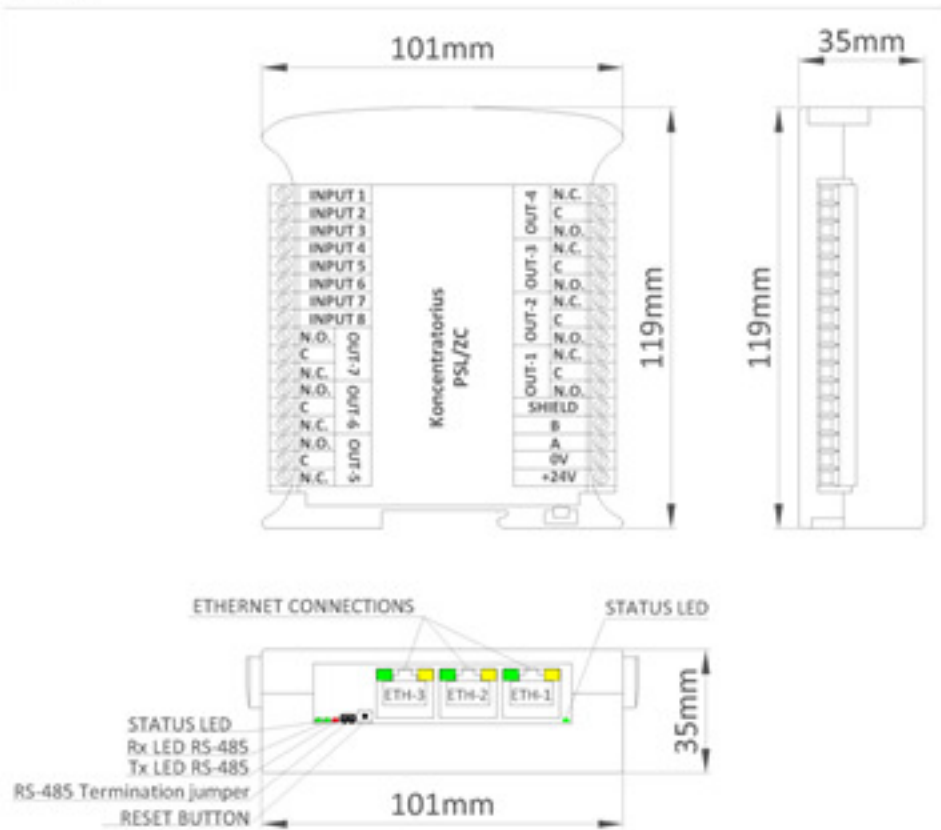 101mm
35mm
INPUT 1
INPUT 2
INPUT 3
INPUT 4
INPUT 5
INPUT 6
INPUT 7
INPUT 8
N.O.
C
N.C.
OUT-7
N.O.
C
N.C.
OUT-6
N.O.
C
N.C.
OUT-5
Koncentratorius
PSL/ZC
OUT-4
N.C.
C
N.O.
OUT-3
N.C.
C
N.O.
OUT-2
N.C.
C
N.O.
OUT-1
N.C.
C
N.O.
SHIELD
B
A
0V
+24V
119mm
119mm
ETHERNET CONNECTIONS
STATUS LED
ETH-3
ETH-2
ETH-1
STATUS LED
Rx LED RS-485
Tx LED RS-485
RS-485 Termination jumper
RESET BUTTON
35mm
101mm